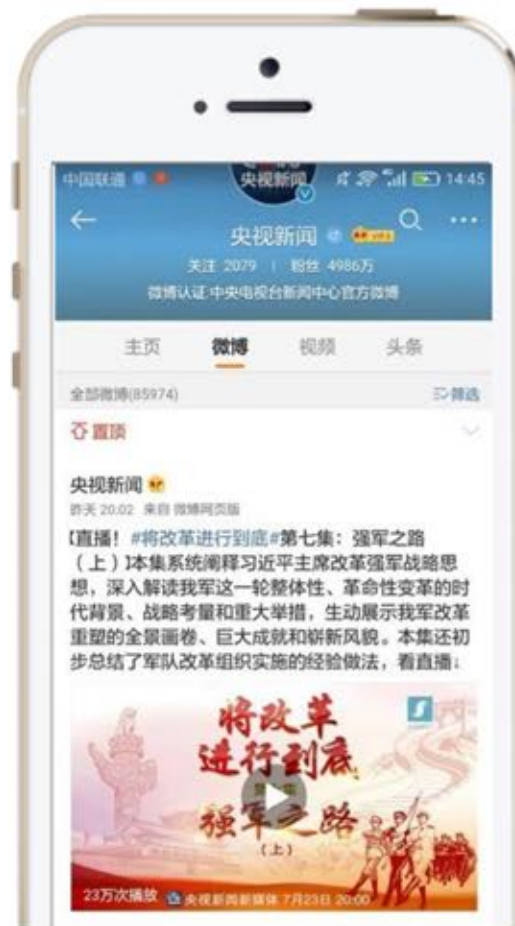 中国联通
央视新闻
14:45
央视新闻
关注 2079 | 粉丝 4986万
微博认证:中央电视台新闻中心官方微博
主页 微博 视频 头条
全部微博(85974) 筛选
置顶
央视新闻
昨天 20:02 来自 微博网页版
【直播！#将改革进行到底#第七集：强军之路
（上）】本集系统阐释习近平主席改革强军战略思
想，深入解读我军这一轮整体性、革命性变革的时
代背景、战略考量和重大举措，生动展示我军改革
重塑的全景画卷、巨大成就和崭新风貌。本集还初
步总结了军队改革组织实施的经验做法，看直播↓
将改革
进行到底
强军之路
（上）
23万次播放 央视新闻新媒体 7月23日 20:00